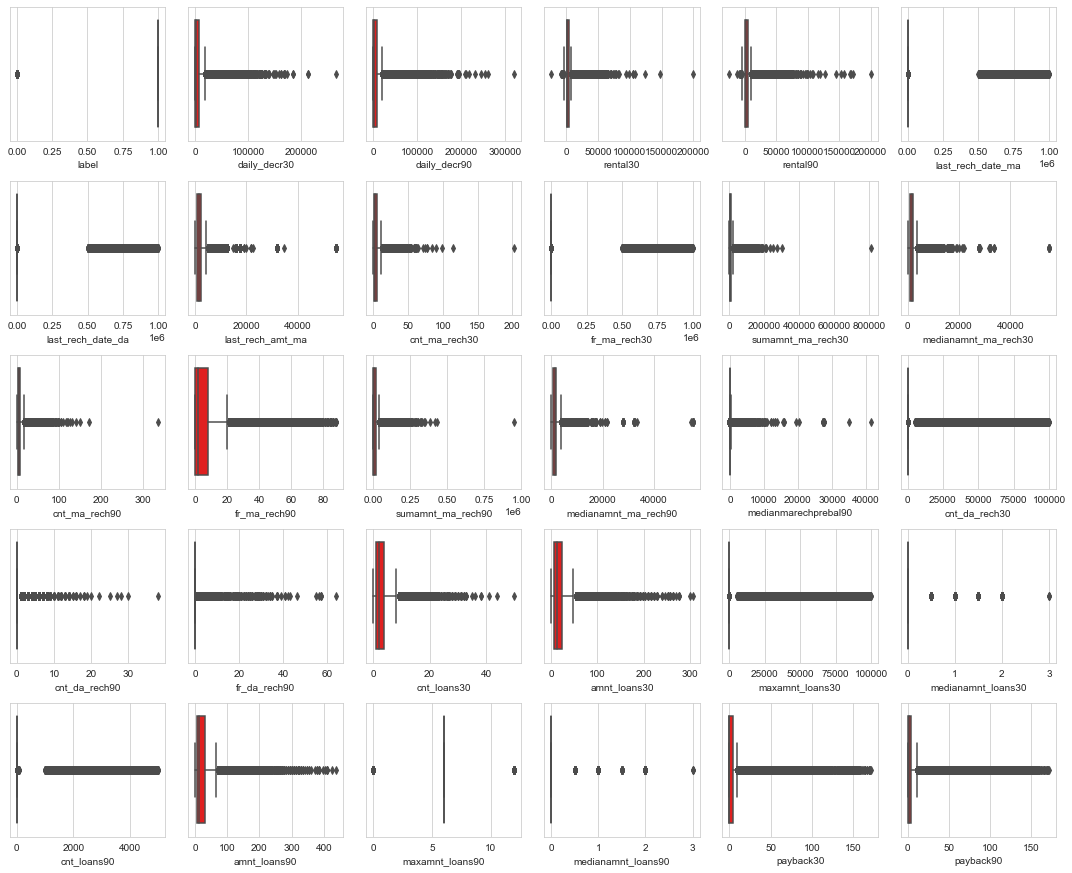 0.00 0.25 0.50 0.75 1.00
label
0 100000 200000
daily_decr30
0 100000 200000 300000
daily_decr90
0 50000 100000 150000 200000
rental30
0 50000 100000 150000 200000
rental90
0.00 0.25 0.50 0.75 1.00
1e6
last_rech_date_ma
0.00 0.25 0.50 0.75 1.00
1e6
last_rech_date_da
0 20000 40000
last_rech_amt_ma
0 50 100 150 200
cnt_ma_rech30
0.00 0.25 0.50 0.75 1.00
1e6
fr_ma_rech30
0 200000 400000 600000 800000
sumamnt_ma_rech30
0 20000 40000
medianamnt_ma_rech30
0 100 200 300
cnt_ma_rech90
0 20 40 60 80
fr_ma_rech90
0.00 0.25 0.50 0.75 1.00
1e6
sumamnt_ma_rech90
0 20000 40000
medianamnt_ma_rech90
0 10000 20000 30000 40000
medianmarechprebal90
0 25000 50000 75000 100000
cnt_da_rech30
0 10 20 30
cnt_da_rech90
0 20 40 60
fr_da_rech90
0 20 40
cnt_loans30
0 100 200 300
amnt_loans30
0 25000 50000 75000 100000
maxamnt_loans30
0 1 2 3
medianamnt_loans30
0 2000 4000
cnt_loans90
0 100 200 300 400
amnt_loans90
0 5 10
maxamnt_loans90
0 1 2 3
medianamnt_loans90
0 50 100 150
payback30
0 50 100 150
payback90